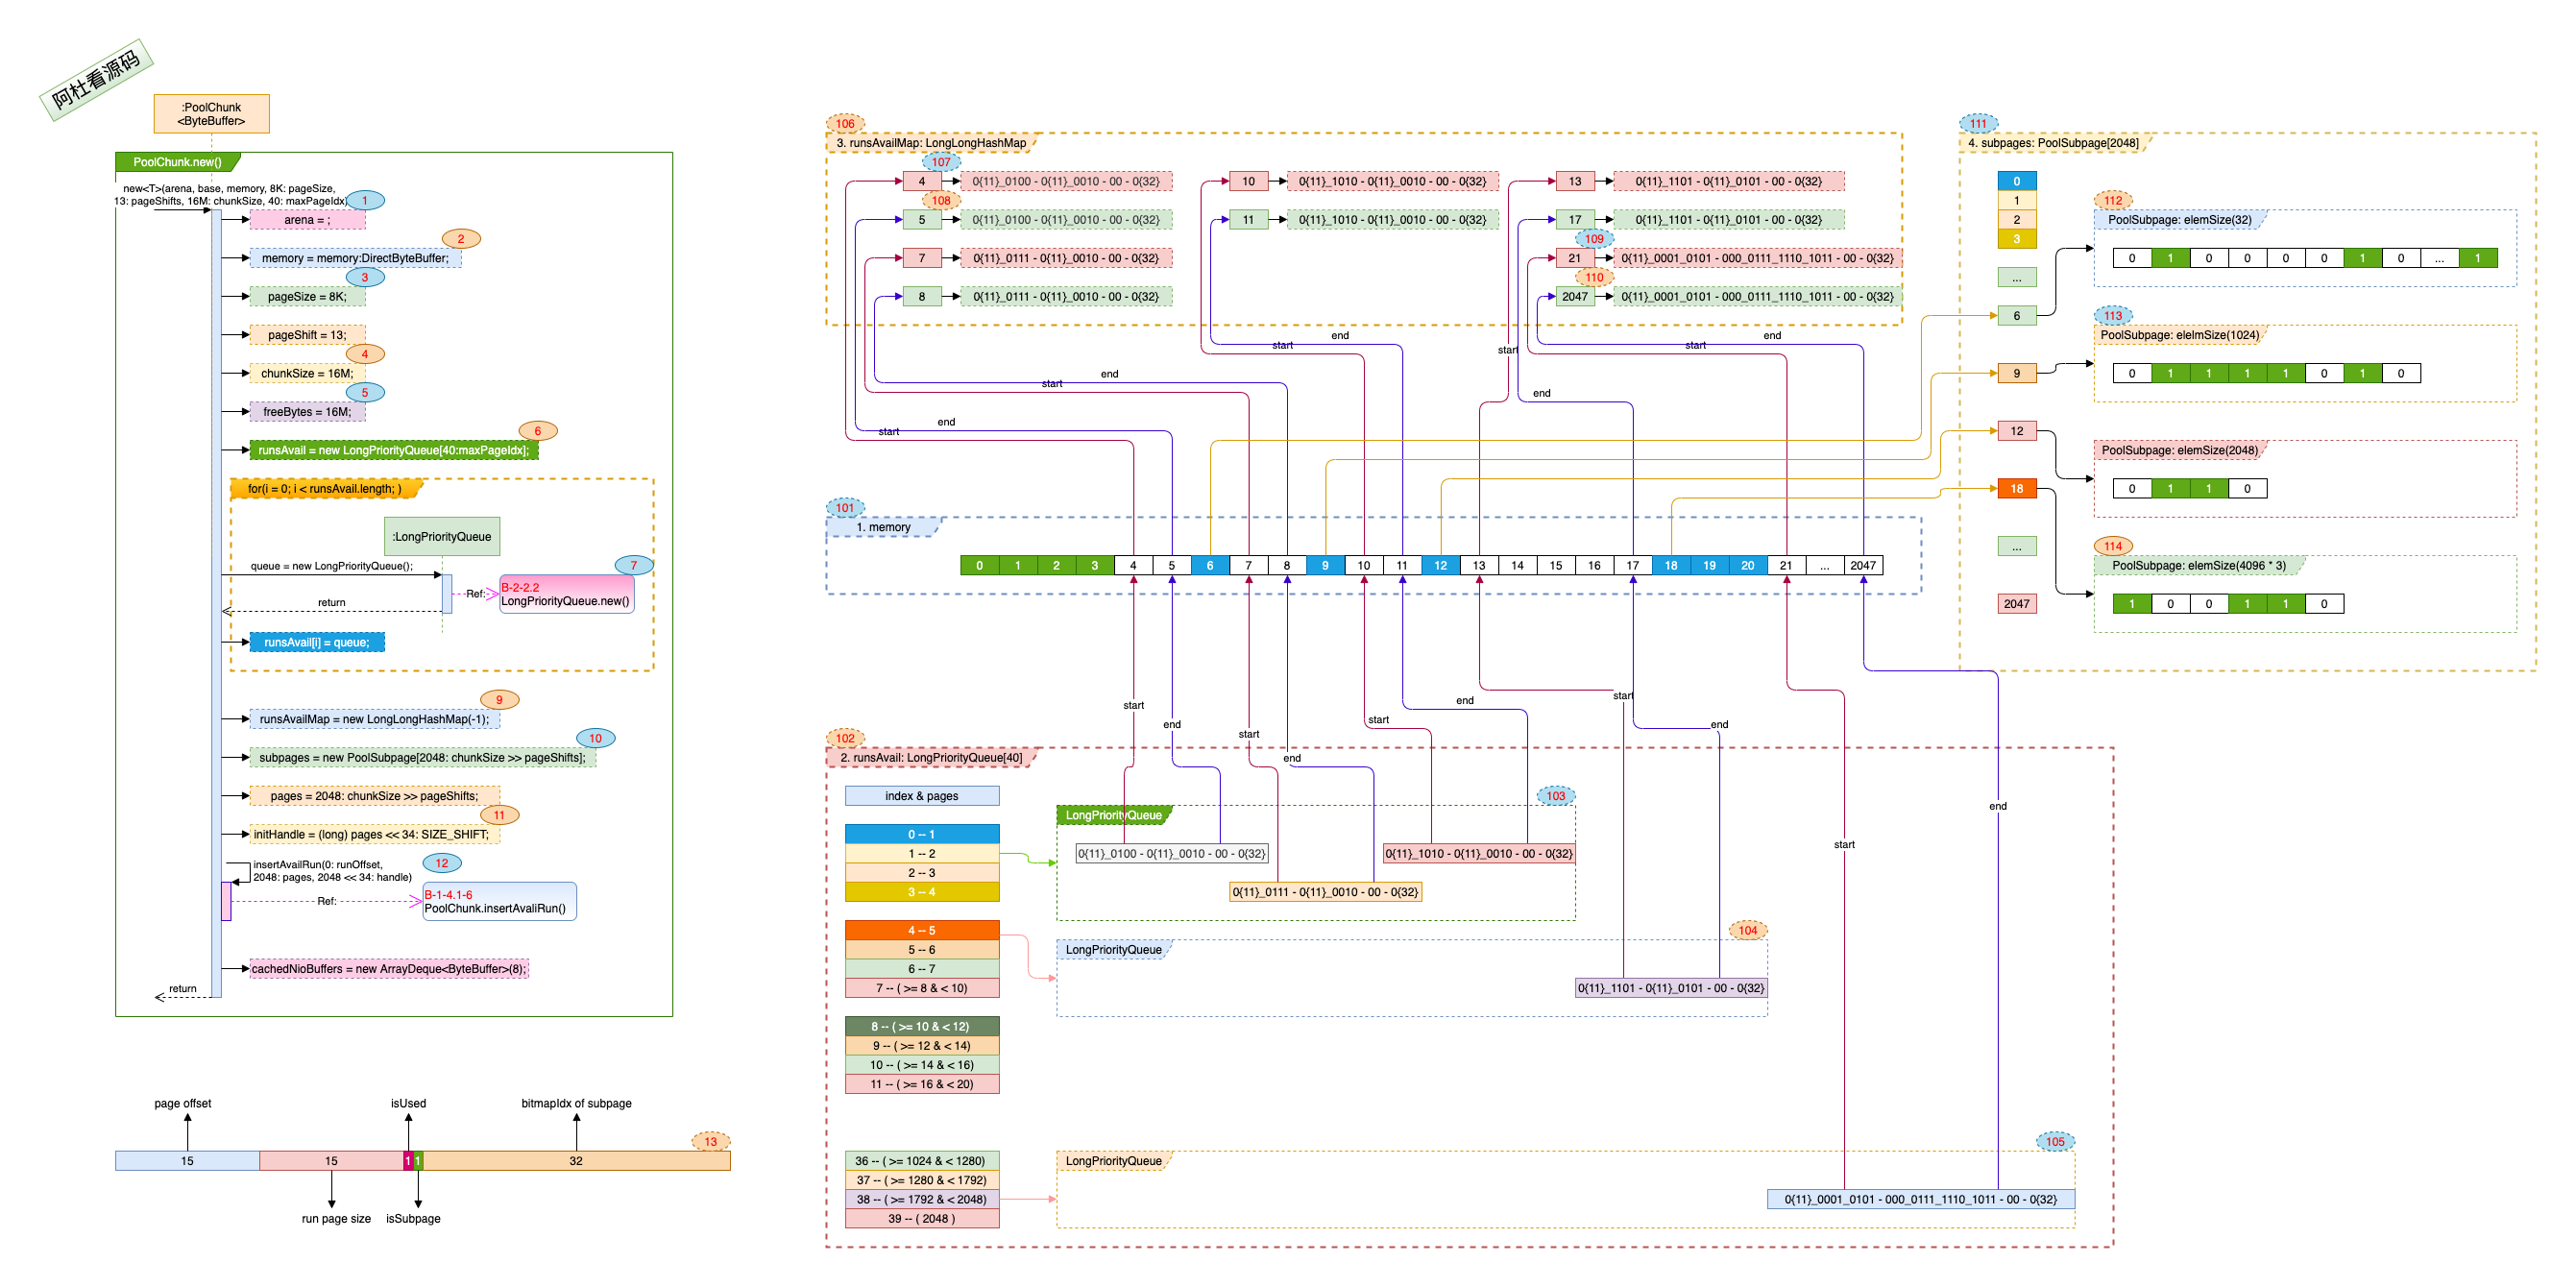 阿杜看源码
:PoolChunk
<ByteBuffer>
PoolChunk.new()
new<T>(arena, base, memory, 8K: pageSize,
13: pageShifts, 16M: chunkSize, 40: maxPageIdx)
1
arena = ;
2
memory = memory:DirectByteBuffer;
3
pageSize = 8K;
pageShift = 13;
4
chunkSize = 16M;
5
freeBytes = 16M;
6
runsAvail = new LongPriorityQueue[40:maxPageIdx];
for(i = 0; i < runsAvail.length; )
:LongPriorityQueue
queue = new LongPriorityQueue();
7
Ref:
B-2-2.2
LongPriorityQueue.new()
return
runsAvail[i] = queue;
9
runsAvailMap = new LongLongHashMap(-1);
10
subpages = new PoolSubpage[2048: chunkSize >> pageShifts];
pages = 2048: chunkSize >> pageShifts;
11
initHandle = (long) pages << 34: SIZE_SHIFT;
insertAvailRun(0: runOffset,
2048: pages, 2048 << 34: handle)
12
Ref:
B-1-4.1-6
PoolChunk.insertAvaliRun()
cachedNioBuffers = new ArrayDeque<ByteBuffer>(8);
return
page offset
isUsed
bitmapIdx of subpage
13
15
15
1
1
32
run page size
isSubpage
106
3. runsAvailMap: LongLongHashMap
107
4
0{11}_0100 - 0{11}_0010 - 00 - 0{32}
10
0{11}_1010 - 0{11}_0010 - 00 - 0{32}
13
0{11}_1101 - 0{11}_0101 - 00 - 0{32}
108
5
0{11}_0100 - 0{11}_0010 - 00 - 0{32}
11
0{11}_1010 - 0{11}_0010 - 00 - 0{32}
17
0{11}_1101 - 0{11}_0101 - 00 - 0{32}
109
7
0{11}_0111 - 0{11}_0010 - 00 - 0{32}
21
0{11}_0001_0101 - 000_0111_1110_1011 - 00 - 0{32}
110
8
0{11}_0111 - 0{11}_0010 - 00 - 0{32}
2047
0{11}_0001_0101 - 000_0111_1110_1011 - 00 - 0{32}
end
end
start
start
start
end
start
end
end
start
101
1. memory
0 1 2 3 4 5 6 7 8 9 10 11 12 13 14 15 16 17 18 19 20 21 ... 2047
start
end
start
end
start
end
start
end
start
end
102
2. runsAvail: LongPriorityQueue[40]
index & pages
0 -- 1
1 -- 2
2 -- 3
3 -- 4
4 -- 5
5 -- 6
6 -- 7
7 -- ( >= 8 & < 10)
8 -- ( >= 10 & < 12)
9 -- ( >= 12 & < 14)
10 -- ( >= 14 & < 16)
11 -- ( >= 16 & < 20)
36 -- ( >= 1024 & < 1280)
37 -- ( >= 1280 & < 1792)
38 -- ( >= 1792 & < 2048)
39 -- ( 2048 )
103
LongPriorityQueue
0{11}_0100 - 0{11}_0010 - 00 - 0{32}
0{11}_1010 - 0{11}_0010 - 00 - 0{32}
0{11}_0111 - 0{11}_0010 - 00 - 0{32}
104
LongPriorityQueue
0{11}_1101 - 0{11}_0101 - 00 - 0{32}
105
LongPriorityQueue
0{11}_0001_0101 - 000_0111_1110_1011 - 00 - 0{32}
111
4. subpages: PoolSubpage[2048]
0
1
2
3
...
6
9
12
18
...
2047
112
PoolSubpage: elemSize(32)
0 1 0 0 0 0 1 0 ... 1
113
PoolSubpage: elelmSize(1024)
0 1 1 1 1 0 1 0
PoolSubpage: elemSize(2048)
0 1 1 0
114
PoolSubpage: elemSize(4096 * 3)
1 0 0 1 1 0